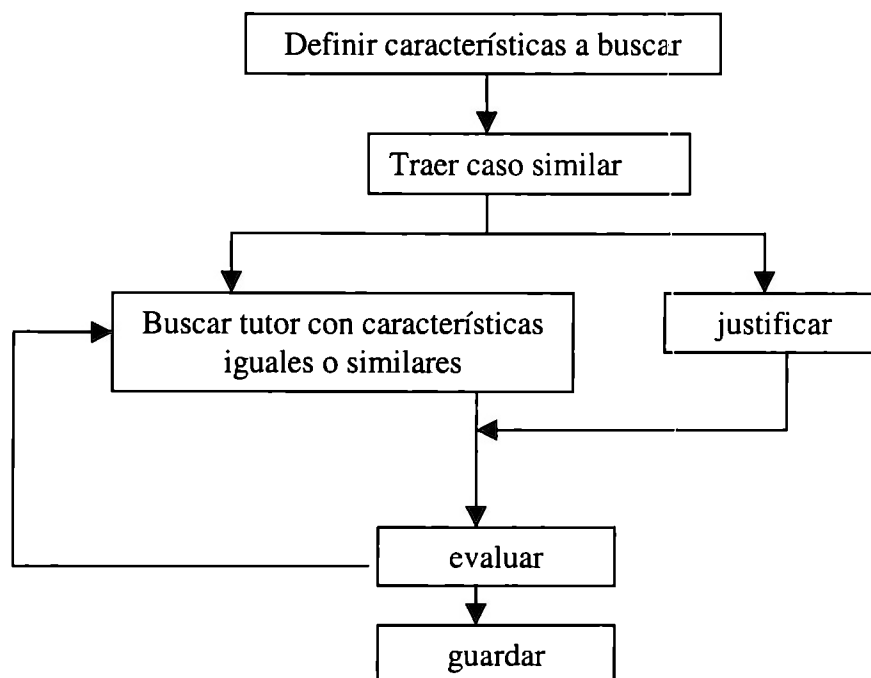 Definir características a buscar
Traer caso similar
Buscar tutor con características
iguales o similares
justificar
evaluar
guardar